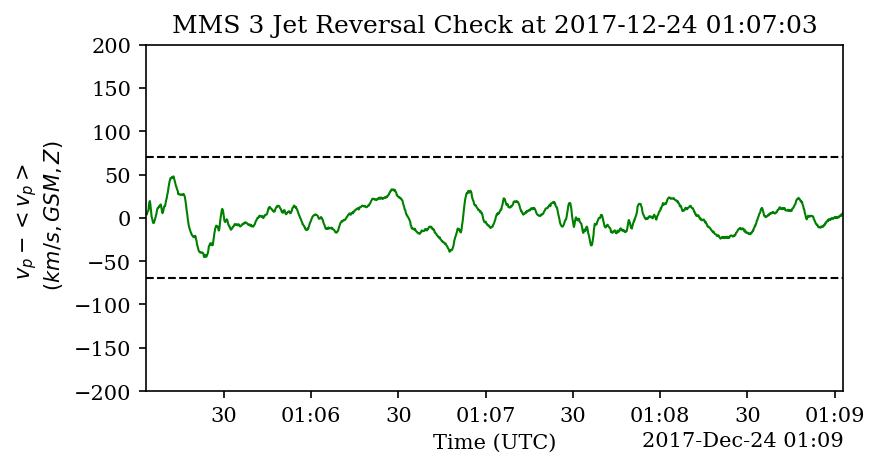 MMS 3 Jet Reversal Check at 2017-12-24 01:07:03
200
150
100
50
0
−50
−100
−150
−200
v_p − < v_p >
(km/s, GSM, Z)
30 01:06 30 01:07 30 01:08 30 01:09
Time (UTC)
2017-Dec-24 01:09